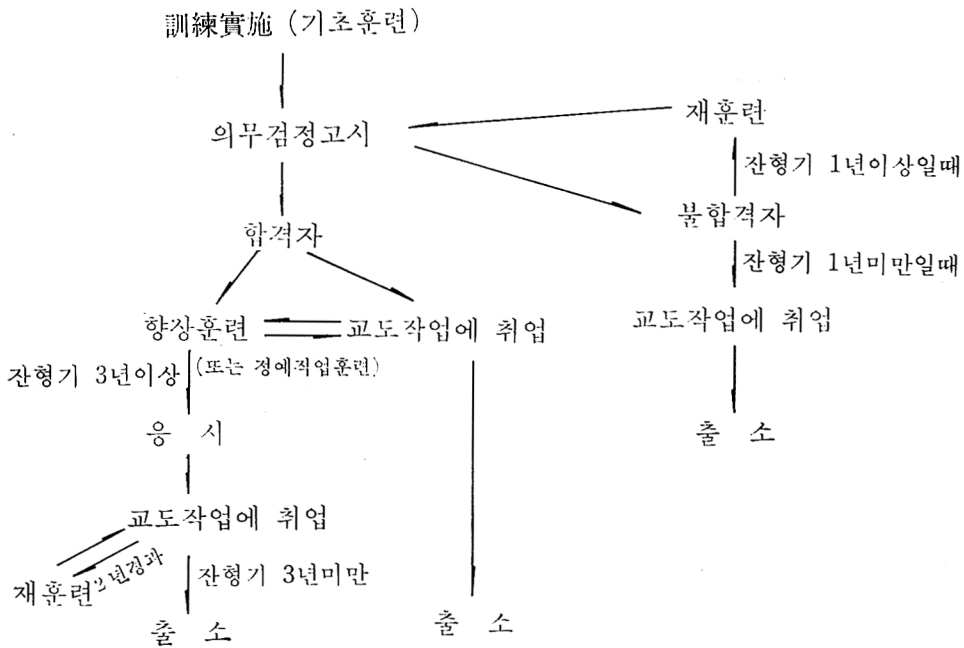 訓練實施 (기초훈련)
재훈련
의무검정고시
잔형기 1년이상일때
불합격자
합격자
잔형기 1년미만일때
향상훈련
교도작업에 취업
교도작업에 취업
잔형기 3년이상
(또는 정예직업훈련)
응 시
출 소
교도작업에 취업
재훈련
2년경과
잔형기 3년미만
출 소
출 소